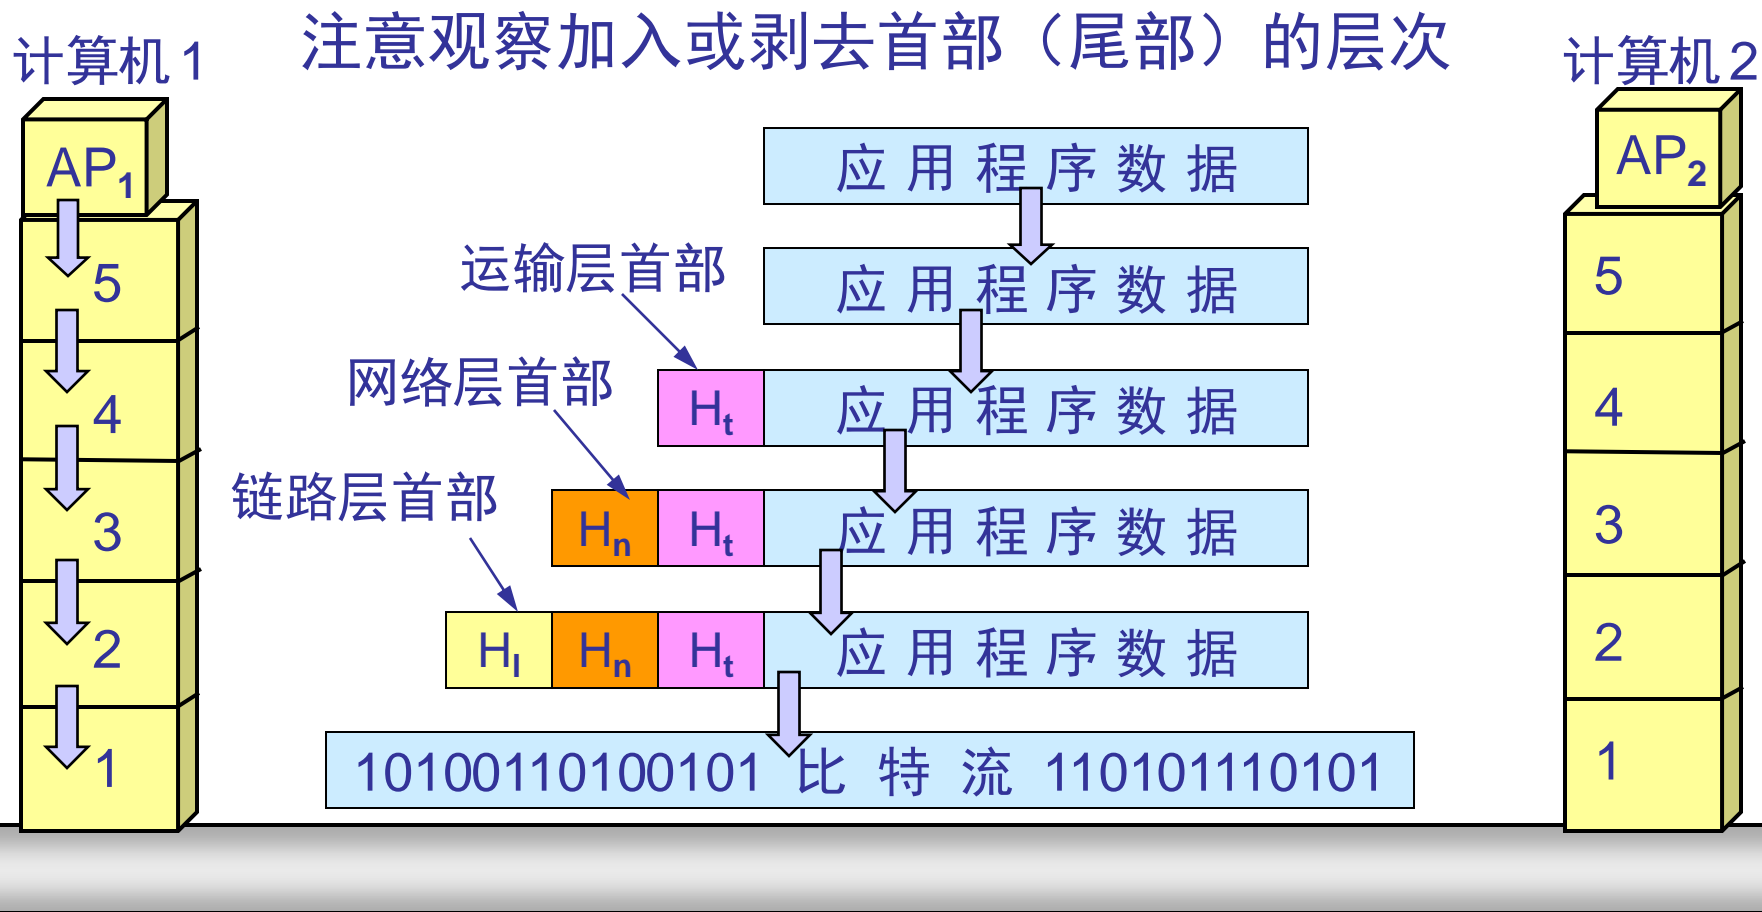 注意观察加入或剥去首部（尾部）的层次
计算机 1
计算机 2
AP1
AP2
应 用 程 序 数 据
5
运输层首部
应 用 程 序 数 据
5
4
网络层首部
Ht 应 用 程 序 数 据
4
3
链路层首部
Hn Ht 应 用 程 序 数 据
3
2
Hl Hn Ht 应 用 程 序 数 据
2
1
10100110100101 比 特 流 110101110101
1